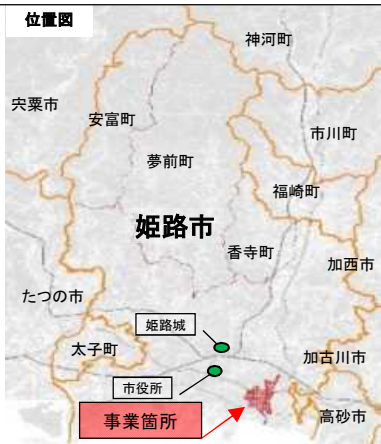 位置図
神河町
宍粟市
安富町
市川町
夢前町
福崎町
姫路市
香寺町
加西市
たつの市
姫路城
太子町
加古川市
市役所
事業箇所
高砂市